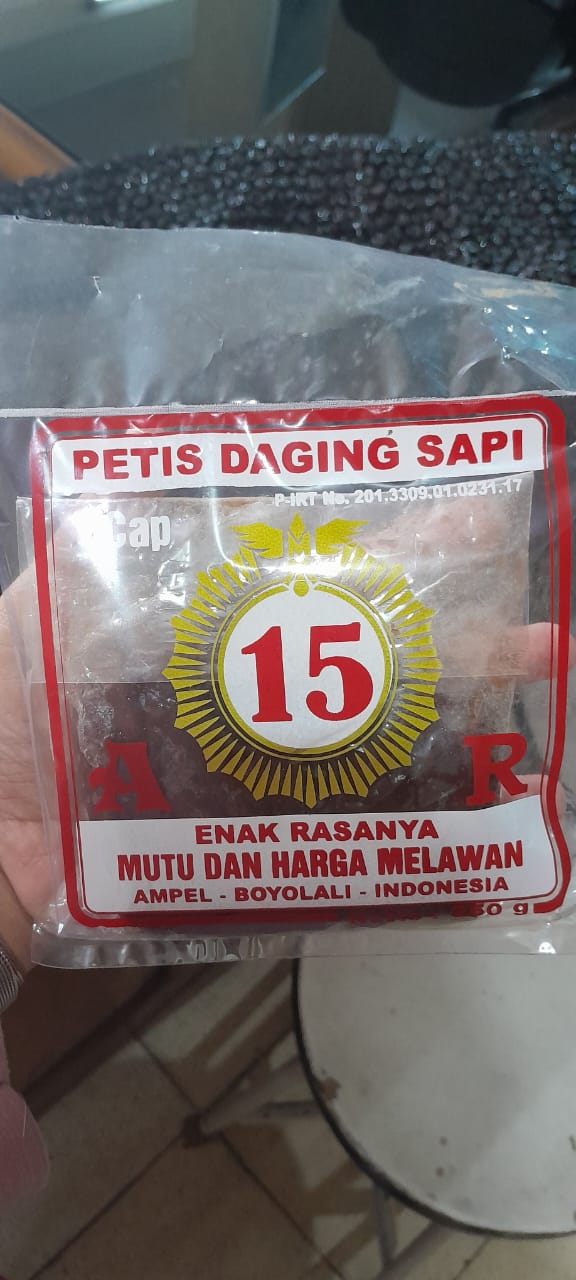 PETIS DAGING SAPI
P-IRT No. 201.3309.01.0231.17
Cap
M
15
A R
ENAK RASANYA
MUTU DAN HARGA MELAWAN
AMPEL - BOYOLALI - INDONESIA
g